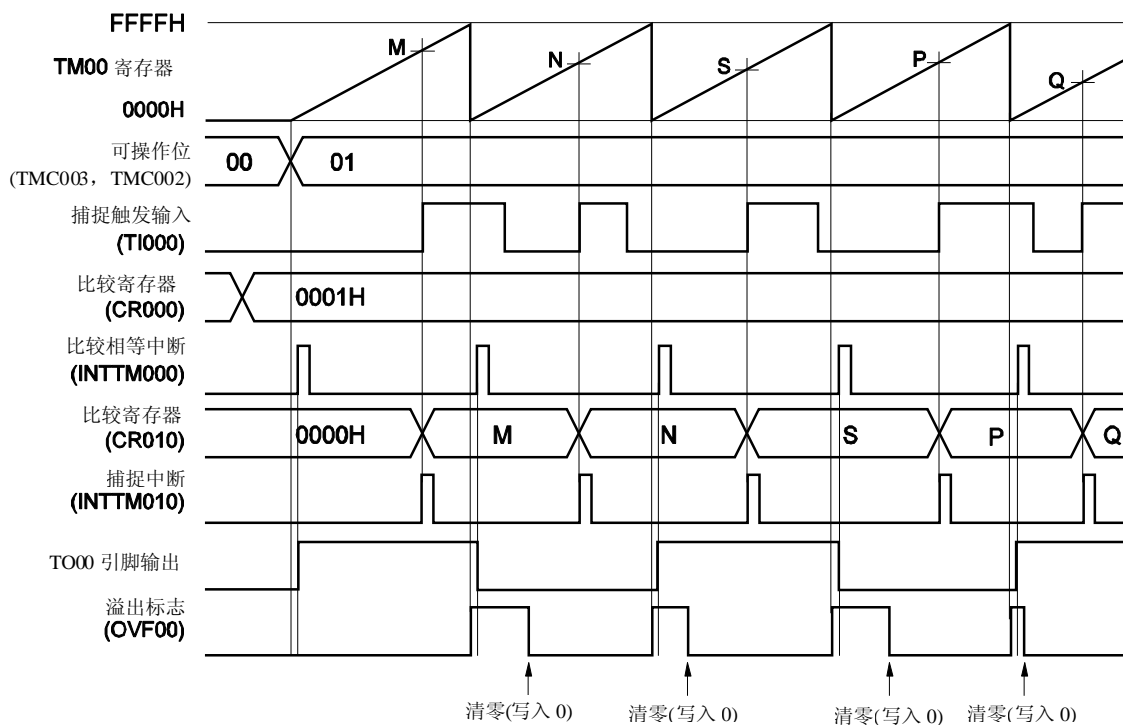 FFFFH
M
N
S
P
Q
TM00 寄存器
0000H
可操作位
(TMC003，TMC002)
00
01
捕捉触发输入
(TI000)
比较寄存器
(CR000)
0001H
比较相等中断
(INTTM000)
比较寄存器
(CR010)
0000H
M
N
S
P
Q
捕捉中断
(INTTM010)
TO00 引脚输出
溢出标志
(OVF00)
清零(写入 0)
清零(写入 0)
清零(写入 0)
清零(写入 0)